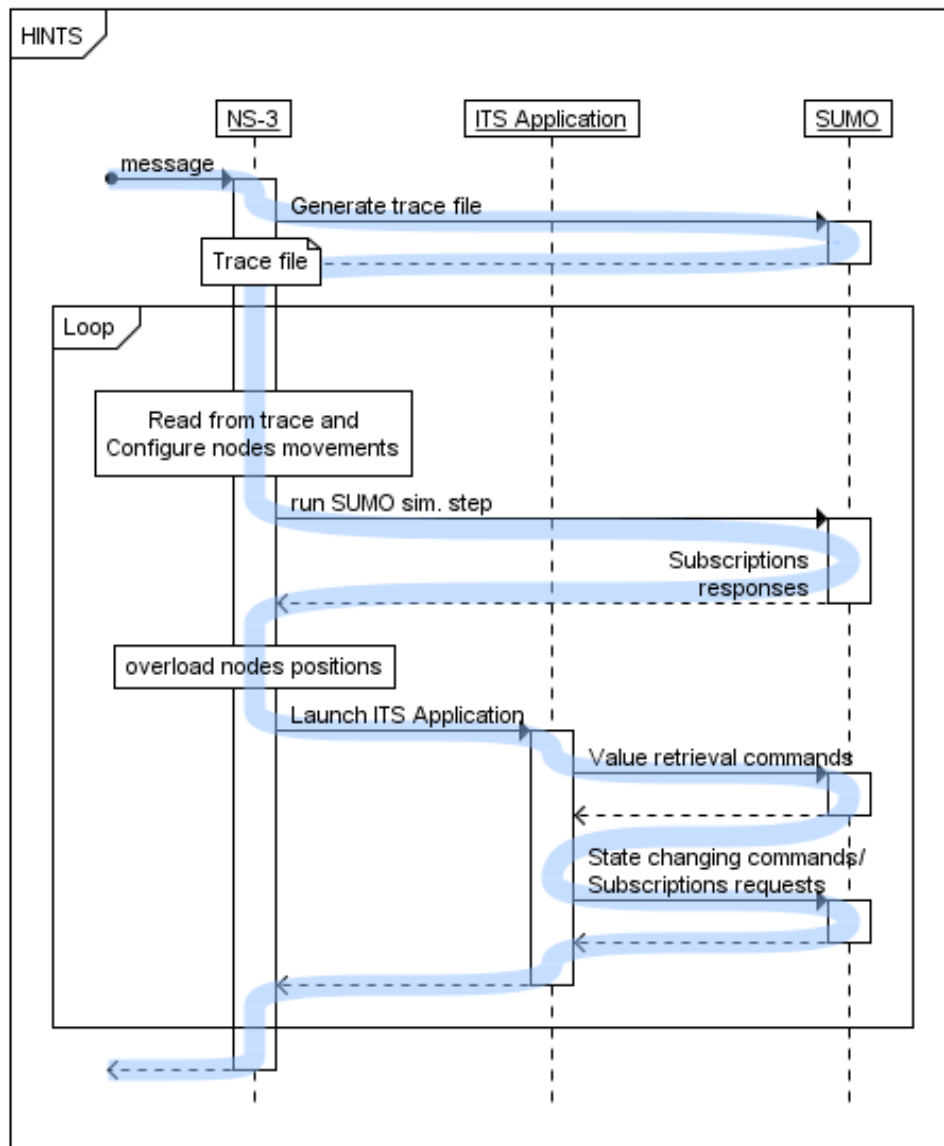 HINTS
NS-3
ITS Application
SUMO
message
Generate trace file
Trace file
Loop
Read from trace and
Configure nodes movements
run SUMO sim. step
Subscriptions
responses
overload nodes positions
Launch ITS Application
Value retrieval commands
State changing commands/
Subscriptions requests